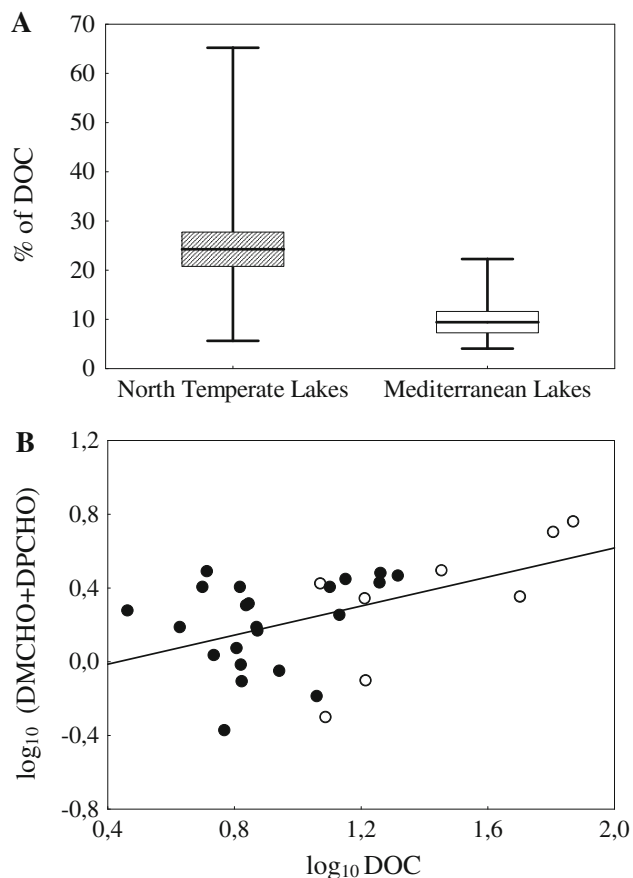 A
70
60
50
40
30
20
10
0
% of DOC
North Temperate Lakes
Mediterranean Lakes
B
1,2
0,8
0,4
0,0
-0,4
-0,8
log₁₀ (DMCHO+DPCHO)
0,4
0,8
1,2
1,6
2,0
log₁₀ DOC